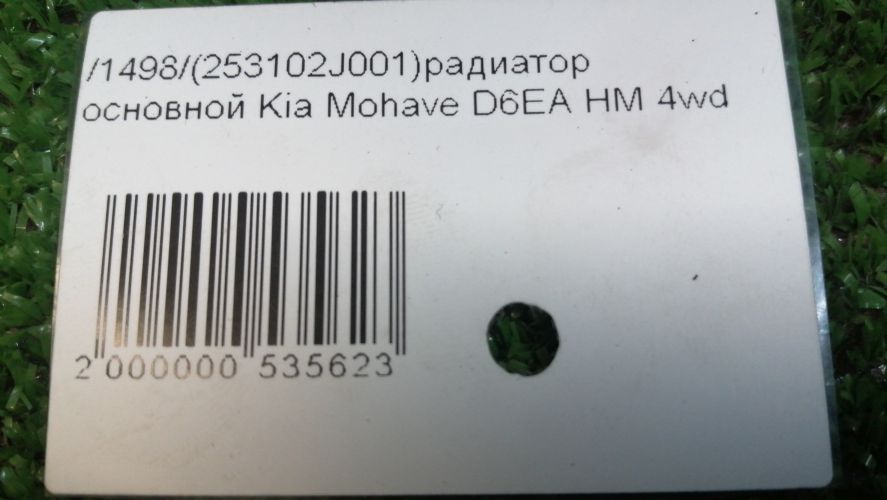 /1498/(253102J001)радиатор
основной Kia Mohave D6EA HM 4wd
2 000000 535623